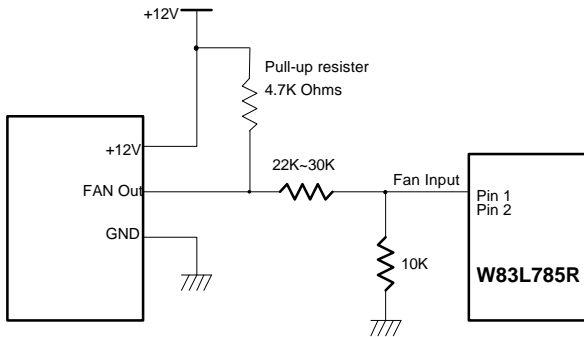 +12V
Pull-up resister
4.7K Ohms
+12V
22K~30K
FAN Out
Fan Input
Pin 1
Pin 2
GND
10K
W83L785R